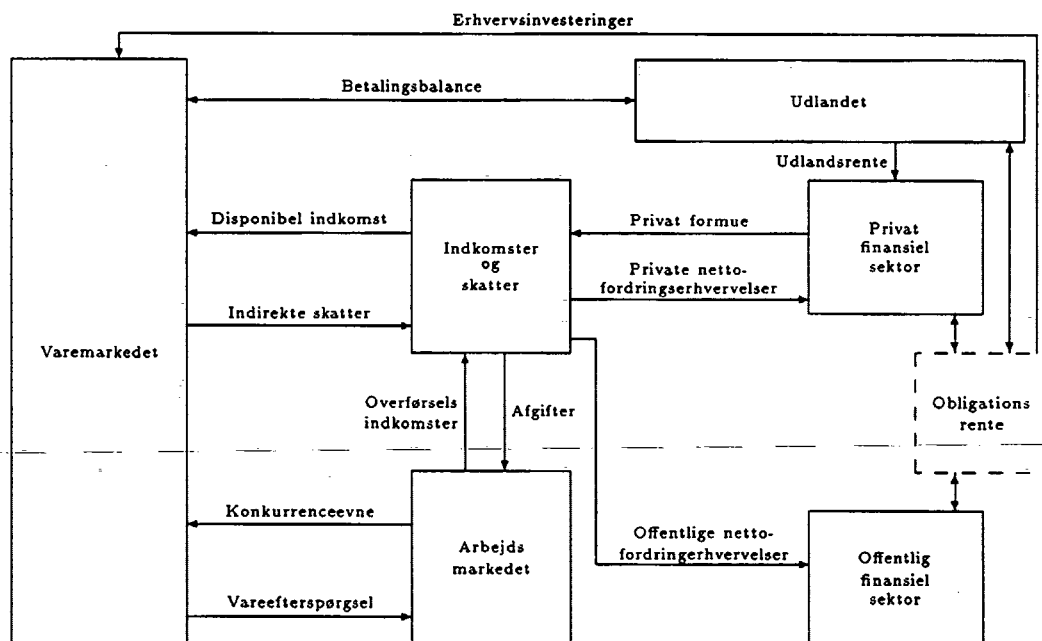 Erhvervsinvesteringer
Betalingsbalance
Udlandet
Udlandsrente
Disponibel indkomst
Indkomster
og
skatter
Privat formue
Privat
finansiel
sektor
Private netto-
fordringserhvervelser
Indirekte skatter
Varemarkedet
Overførsels
indkomster
Afgifter
Obligations
rente
Konkurrenceevne
Arbejds
markedet
Offentlige netto-
fordringerhvervelser
Offentlig
finansiel
sektor
Vareefterspørgsel